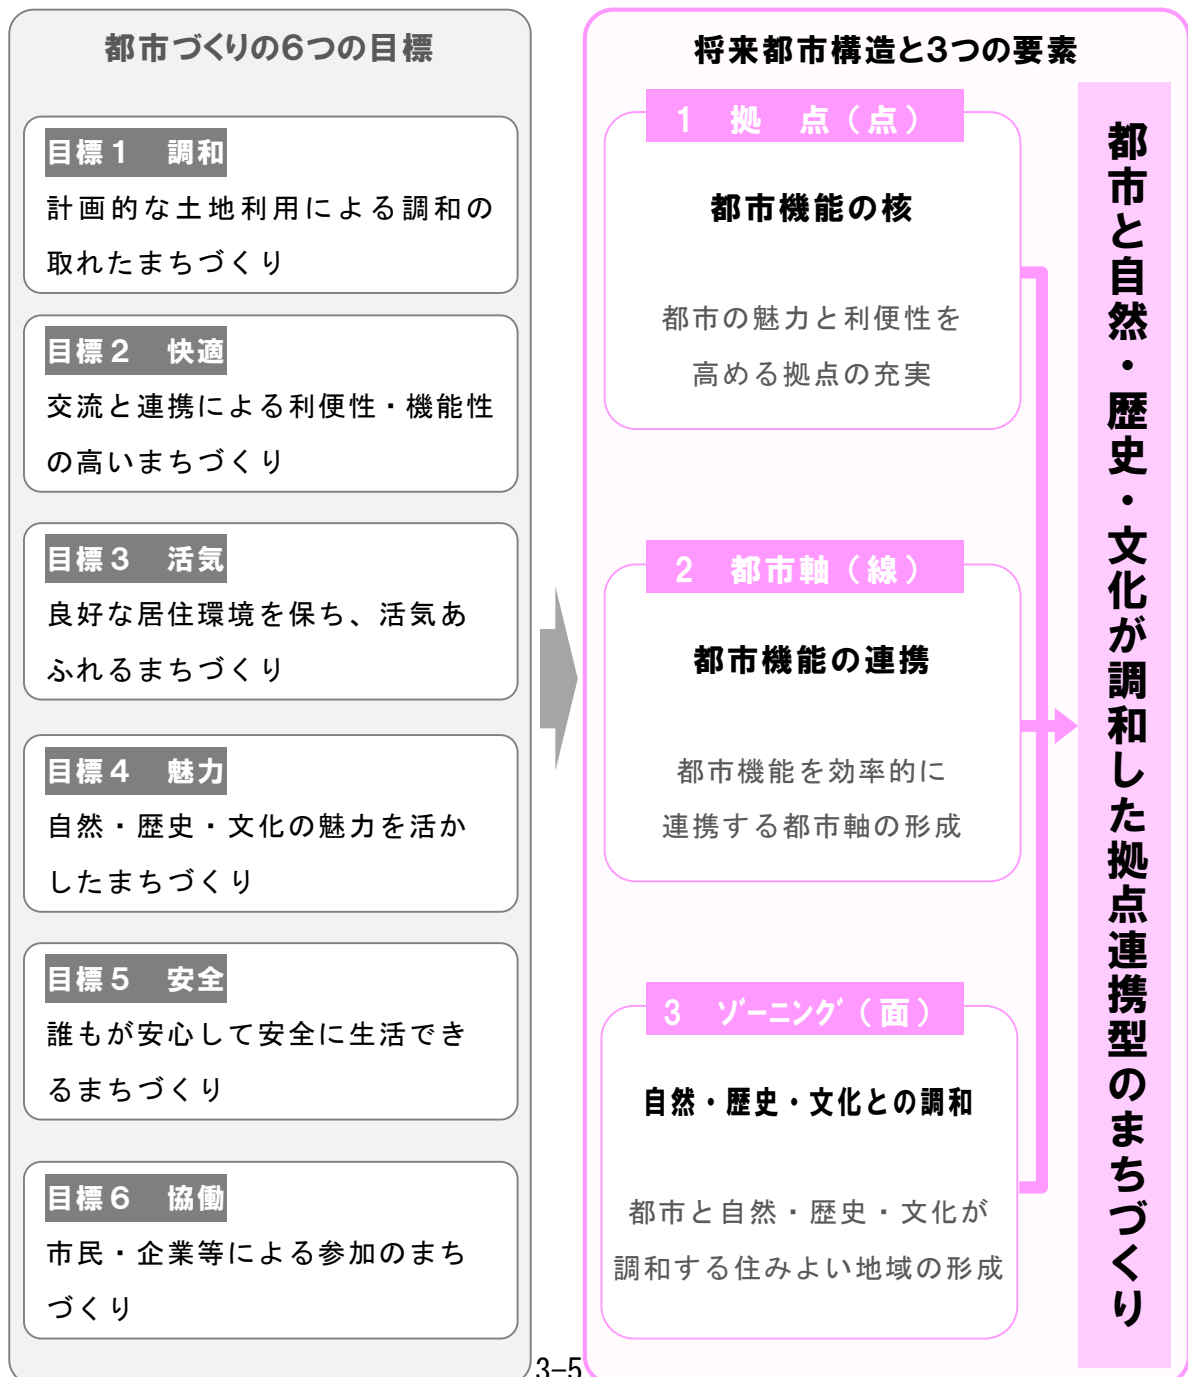 都市づくりの6つの目標
目標１　調和
計画的な土地利用による調和の
取れたまちづくり
目標２　快適
交流と連携による利便性・機能性
の高いまちづくり
目標３　活気
良好な居住環境を保ち、活気あ
ふれるまちづくり
目標４　魅力
自然・歴史・文化の魅力を活か
したまちづくり
目標５　安全
誰もが安心して安全に生活でき
るまちづくり
目標６　協働
市民・企業等による参加のまち
づくり
将来都市構造と3つの要素
1　拠　点（点）
都市機能の核
都市の魅力と利便性を
高める拠点の充実
2　都市軸（線）
都市機能の連携
都市機能を効率的に
連携する都市軸の形成
3　ｿﾞｰﾆﾝｸﾞ（面）
自然・歴史・文化との調和
都市と自然・歴史・文化が
調和する住みよい地域の形成
都市と自然・歴史・文化が調和した拠点連携型のまちづくり
3-5